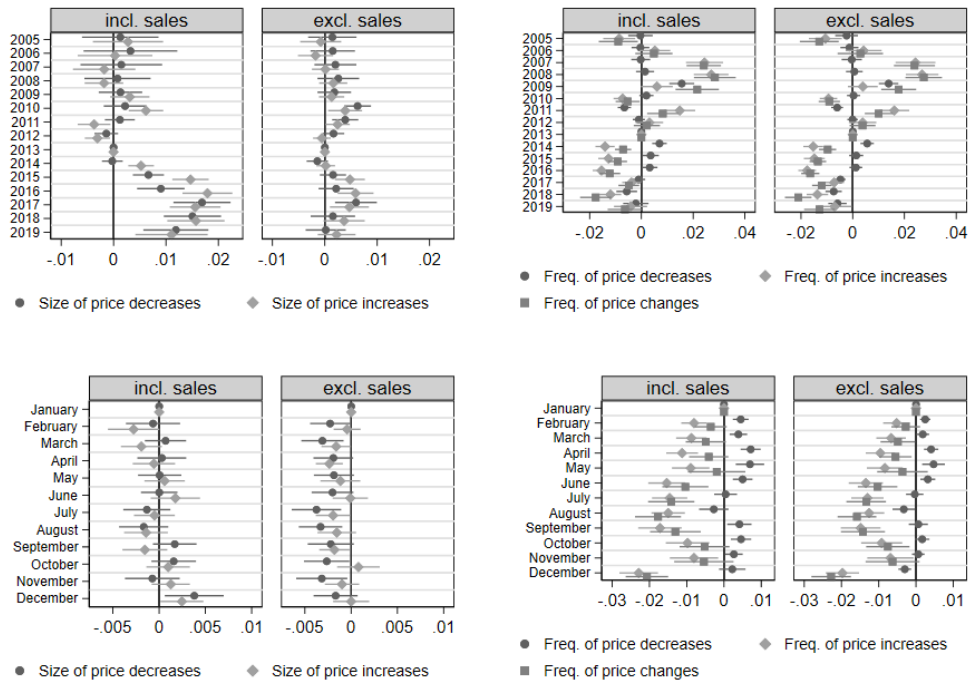 incl. sales
excl. sales
2005
2006
2007
2008
2009
2010
2011
2012
2013
2014
2015
2016
2017
2018
2019
-.01 0 .01 .02
-.01 0 .01 .02
Size of price decreases
Size of price increases
incl. sales
excl. sales
2005
2006
2007
2008
2009
2010
2011
2012
2013
2014
2015
2016
2017
2018
2019
-.02 0 .02 .04
-.02 0 .02 .04
Freq. of price decreases
Freq. of price increases
Freq. of price changes
incl. sales
excl. sales
January
February
March
April
May
June
July
August
September
October
November
December
-.005 0 .005 .01
-.005 0 .005 .01
Size of price decreases
Size of price increases
incl. sales
excl. sales
January
February
March
April
May
June
July
August
September
October
November
December
-.03 -.02 -.01 0 .01
-.03 -.02 -.01 0 .01
Freq. of price decreases
Freq. of price increases
Freq. of price changes